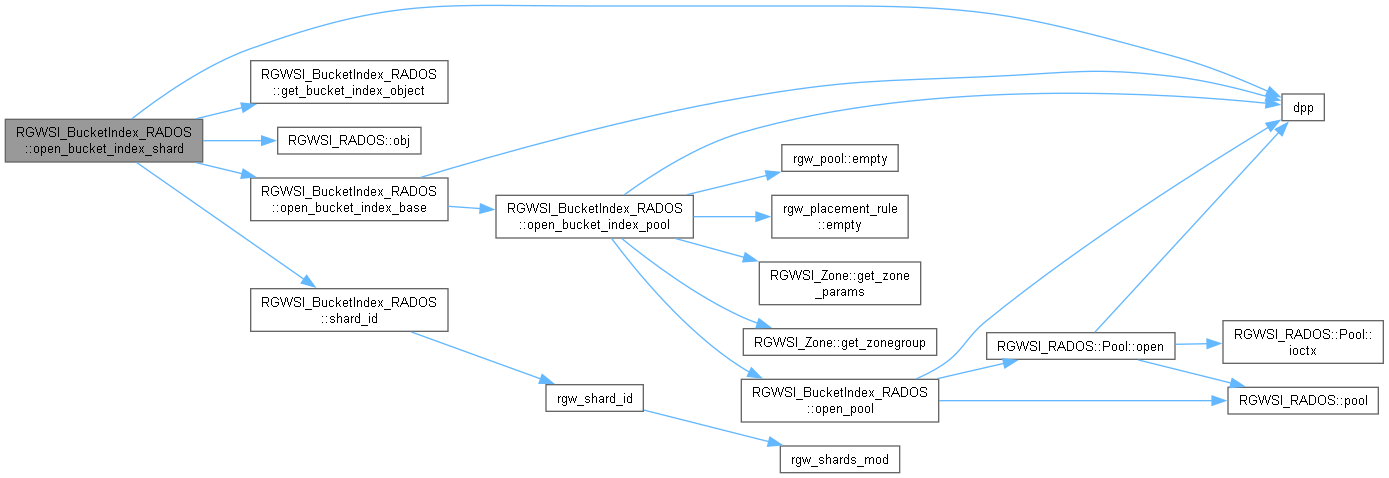 RGWSI_BucketIndex_RADOS
::open_bucket_index_shard
RGWSI_BucketIndex_RADOS
::get_bucket_index_object
RGWSI_RADOS::obj
RGWSI_BucketIndex_RADOS
::open_bucket_index_base
RGWSI_BucketIndex_RADOS
::shard_id
RGWSI_BucketIndex_RADOS
::open_bucket_index_pool
rgw_shard_id
rgw_pool::empty
rgw_placement_rule
::empty
RGWSI_Zone::get_zone
_params
RGWSI_Zone::get_zonegroup
RGWSI_BucketIndex_RADOS
::open_pool
rgw_shards_mod
RGWSI_RADOS::Pool::open
dpp
RGWSI_RADOS::Pool::
ioctx
RGWSI_RADOS::pool